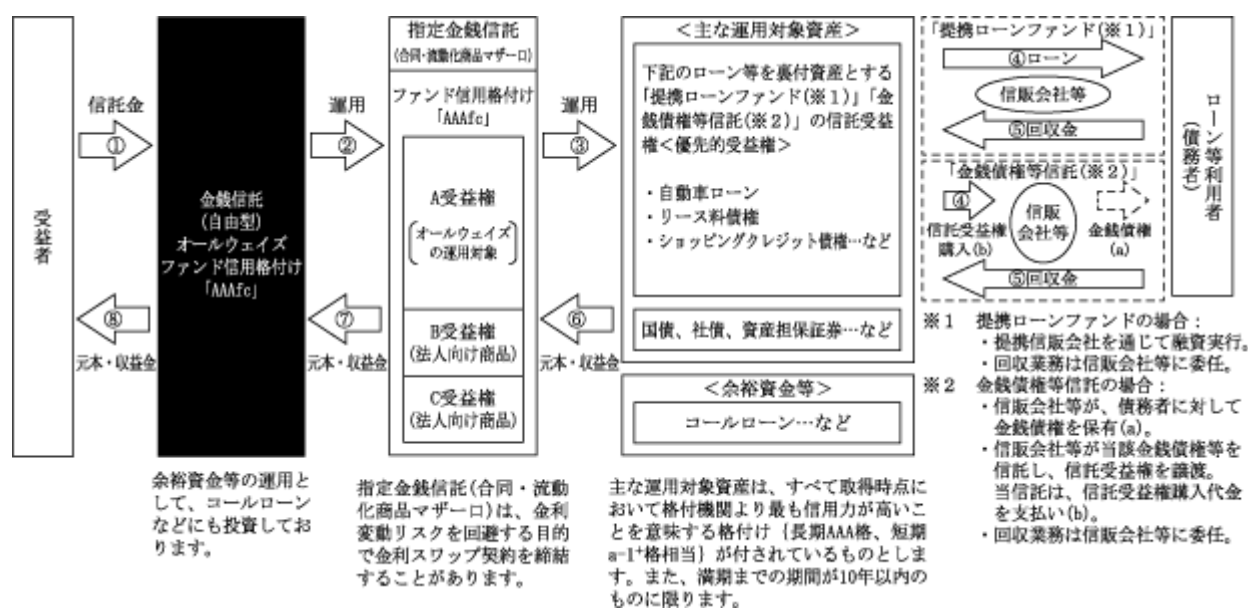 受益者
信託金
①
⑧
元本・収益金
金銭信託
(自由型)
オールウェイズ
ファンド信用格付け
「AAAfc」
余裕資金等の運用と
して、コールローン
などにも投資してお
ります。
運用
②
⑦
元本・収益金
指定金銭信託
(合同・流動化商品マザー口)
ファンド信用格付け
「AAAfc」
A受益権
オールウェイズ
の運用対象
B受益権
(法人向け商品)
C受益権
(法人向け商品)
指定金銭信託(合同・流動
化商品マザー口)は、金利
変動リスクを回避する目的
で金利スワップ契約を締結
することがあります。
運用
③
⑥
元本・収益金
<主な運用対象資産>
下記のローン等を裏付資産とする
「提携ローンファンド(※1)」「金
銭債権等信託(※2)」の信託受益
権<優先的受益権>
・自動車ローン
・リース料債権
・ショッピングクレジット債権…など
国債、社債、資産担保証券…など
<余裕資金等>
コールローン…など
主な運用対象資産は、すべて取得時点に
おいて格付機関より最も信用力が高いこ
とを意味する格付け{長期AAA格、短期
a-1+格相当}が付されているものとしま
す。また、満期までの期間が10年以内の
ものに限ります。
「提携ローンファンド(※1)」
④ローン
信販会社等
⑤回収金
「金銭債権等信託(※2)」
④
信託受益権
購入(b)
信販
会社等
金銭債権
(a)
⑤回収金
ローン等利用者
(債務者)
※1 提携ローンファンドの場合:
・提携信販会社を通じて融資実行。
・回収業務は信販会社等に委任。
※2 金銭債権等信託の場合:
・信販会社等が、債務者に対して
金銭債権を保有(a)。
・信販会社等が当該金銭債権等を
信託し、信託受益権を譲渡。
当信託は、信託受益権購入代金
を支払い(b)。
・回収業務は信販会社等に委任。